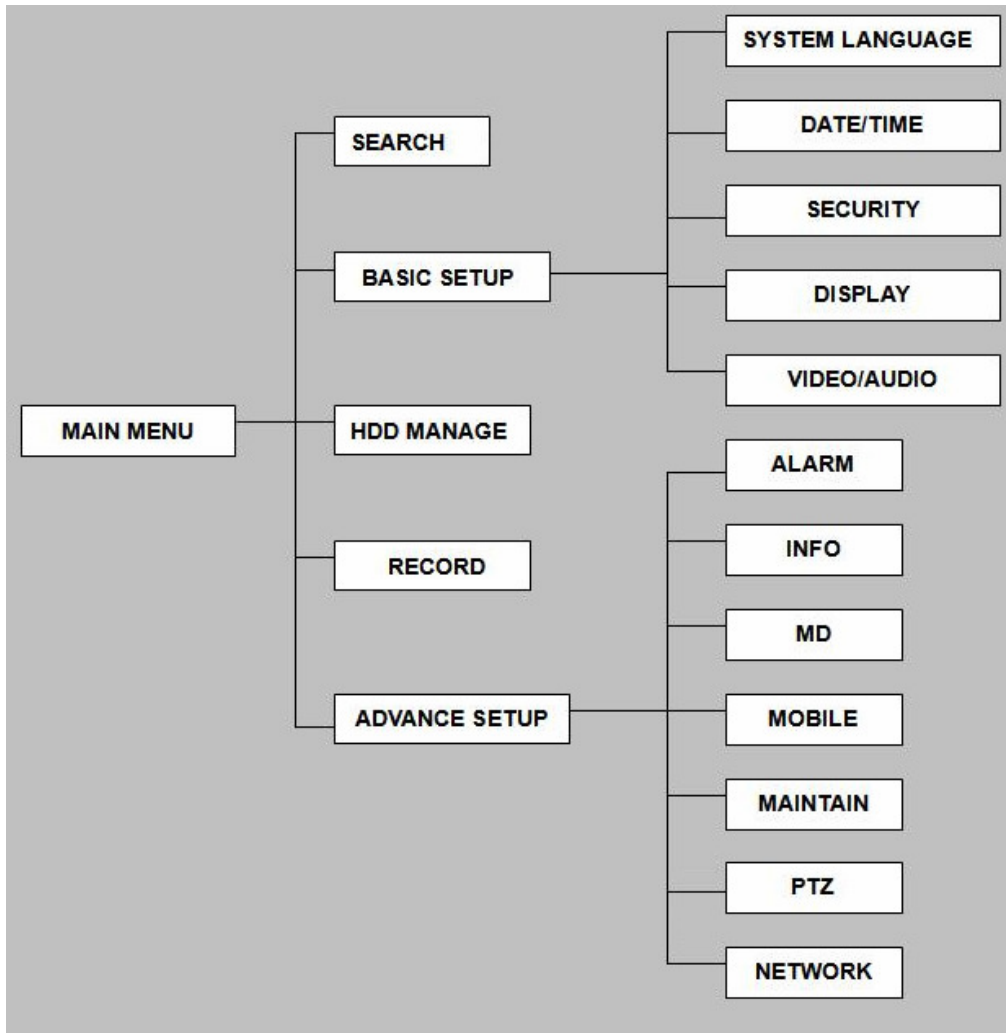 MAIN MENU
SEARCH
BASIC SETUP
HDD MANAGE
RECORD
ADVANCE SETUP
SYSTEM LANGUAGE
DATE/TIME
SECURITY
DISPLAY
VIDEO/AUDIO
ALARM
INFO
MD
MOBILE
MAINTAIN
PTZ
NETWORK